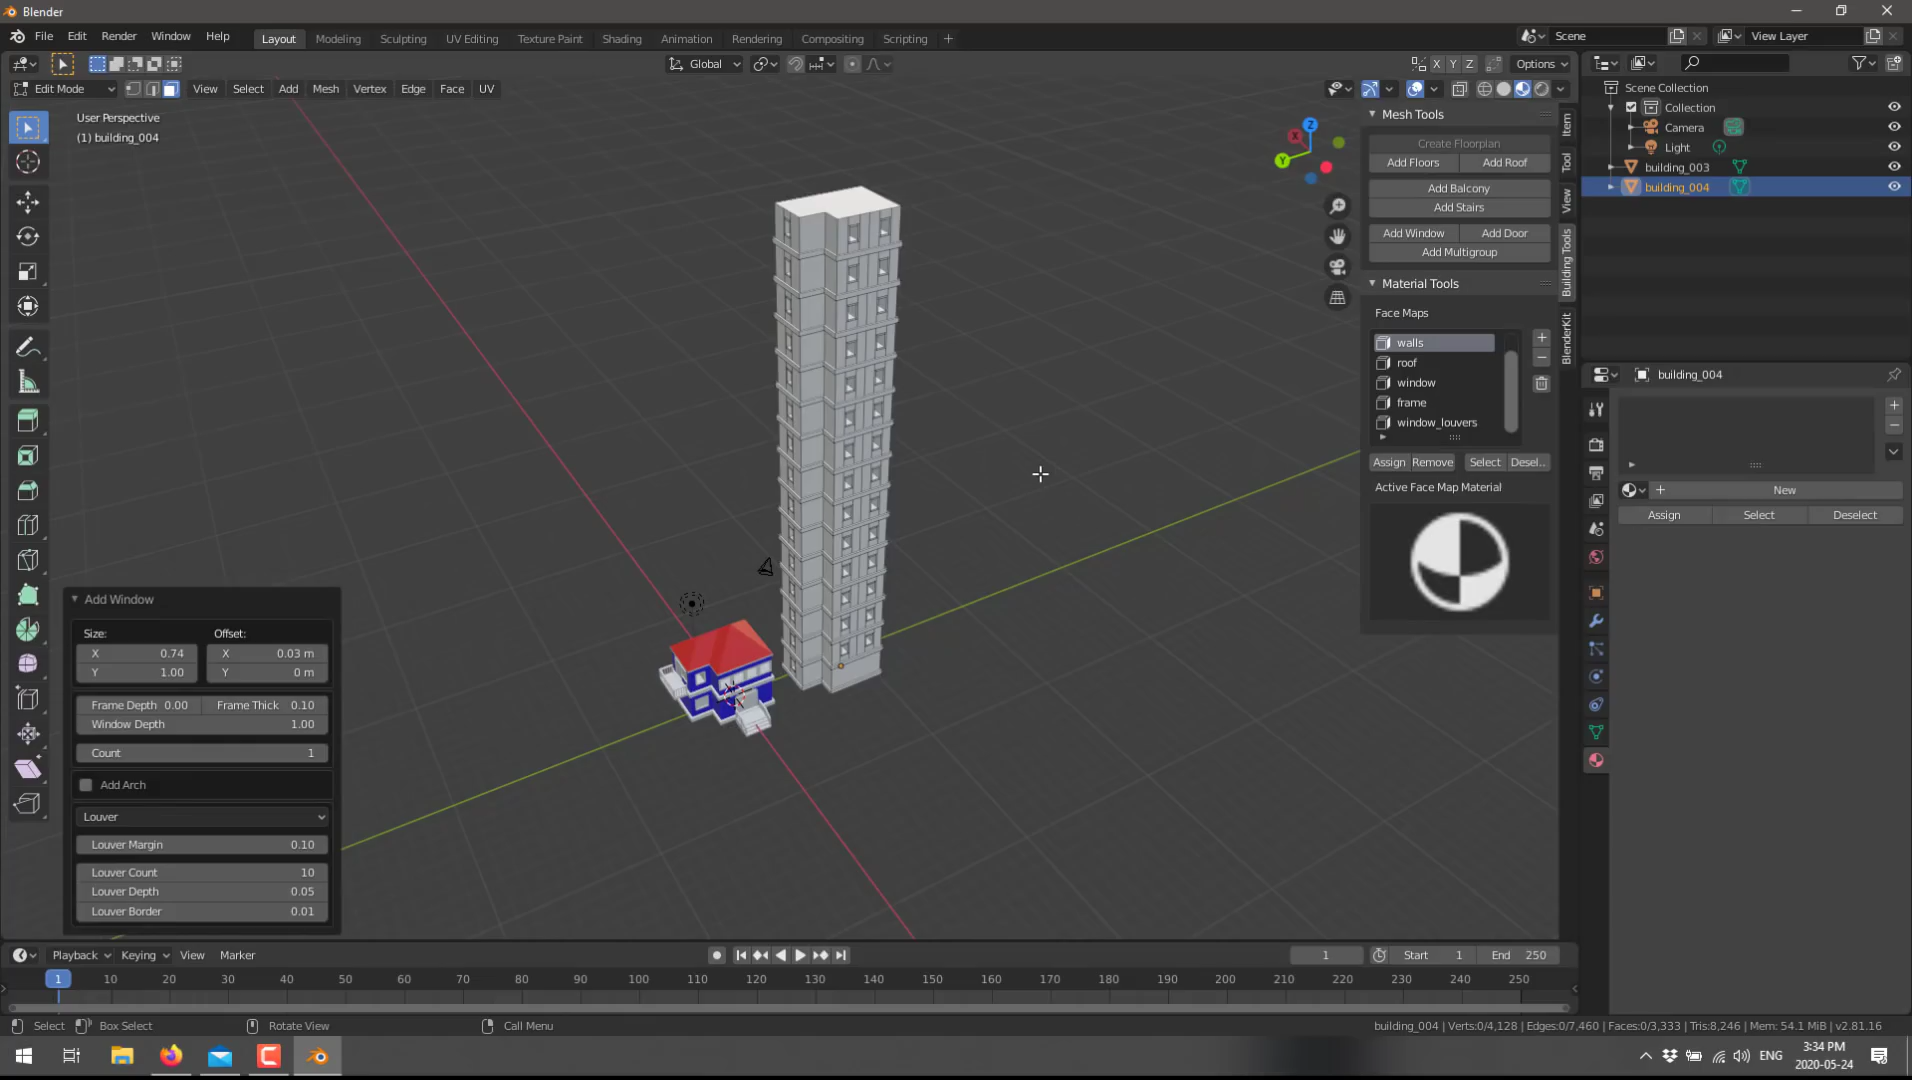 Blender
File Edit Render Window Help
Layout Modeling Sculpting UV Editing Texture Paint Shading Animation Rendering Compositing Scripting +
Scene
View Layer
Global
X Y Z
Options
Edit Mode
View Select Add Mesh Vertex Edge Face UV
User Perspective
(1) building_004
Z
X
Y
Mesh Tools
Create Floorplan
Add Floors Add Roof
Add Balcony
Add Stairs
Add Window Add Door
Add Multigroup
Material Tools
Face Maps
walls
roof
window
frame
window_louvers
Assign Remove Select Desel..
Active Face Map Material
Item
Tool
View
Building Tools
BlenderKit
Scene Collection
Collection
Camera
Light
building_003
building_004
building_004
New
Assign Select Deselect
Add Window
Size: Offset:
X 0.74 X 0.03 m
Y 1.00 Y 0 m
Frame Depth 0.00 Frame Thick 0.10
Window Depth 1.00
Count 1
Add Arch
Louver
Louver Margin 0.10
Louver Count 10
Louver Depth 0.05
Louver Border 0.01
Playback Keying View Marker
1 Start 1 End 250
1 10 20 30 40 50 60 70 80 90 100 110 120 130 140 150 160 170 180 190 200 210 220 230 240 250
Select Box Select Rotate View Call Menu
building_004 | Verts:0/4,128 | Edges:0/7,460 | Faces:0/3,333 | Tris:8,246 | Mem: 54.1 MiB | v2.81.16
ENG
3:34 PM
2020-05-24